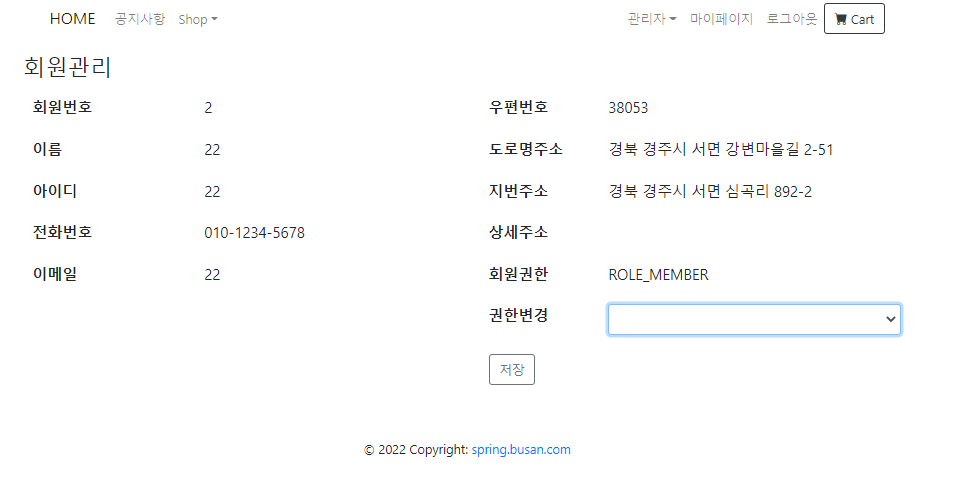 HOME 공지사항 Shop 관리자 마이페이지 로그아웃 Cart
회원관리
회원번호 2 우편번호 38053
이름 22 도로명주소 경북 경주시 서면 강변마을길 2-51
아이디 22 지번주소 경북 경주시 서면 심곡리 892-2
전화번호 010-1234-5678 상세주소
이메일 22 회원권한 ROLE_MEMBER
권한변경
저장
© 2022 Copyright: spring.busan.com